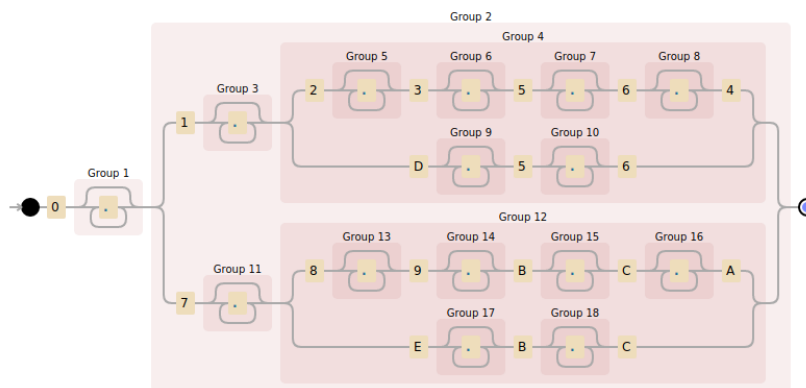 Group 2
Group 4
Group 5 Group 6 Group 7 Group 8
Group 3
2 . 3 . 5 . 6 . 4
1 .
Group 9 Group 10
D . 5 . 6
Group 1
0 .
Group 12
Group 13 Group 14 Group 15 Group 16
Group 11
8 . 9 . B . C . A
7 .
Group 17 Group 18
E . B . C